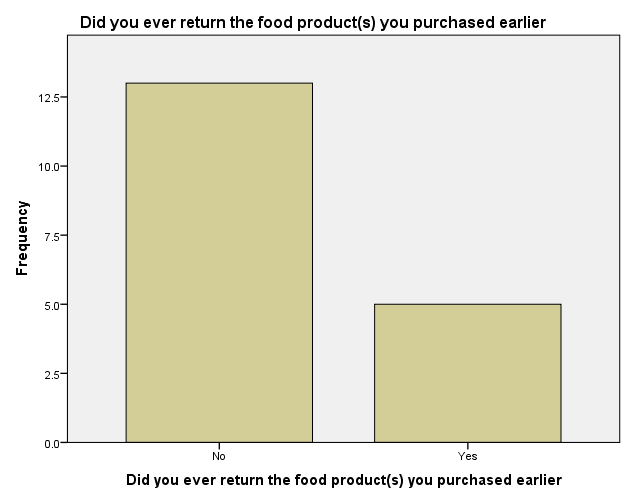 Did you ever return the food product(s) you purchased earlier
Frequency
12.5
10.0
7.5
5.0
2.5
0.0
No Yes
Did you ever return the food product(s) you purchased earlier